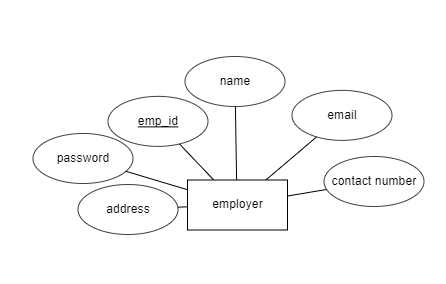 name
email
emp_id
password
contact number
employer
address